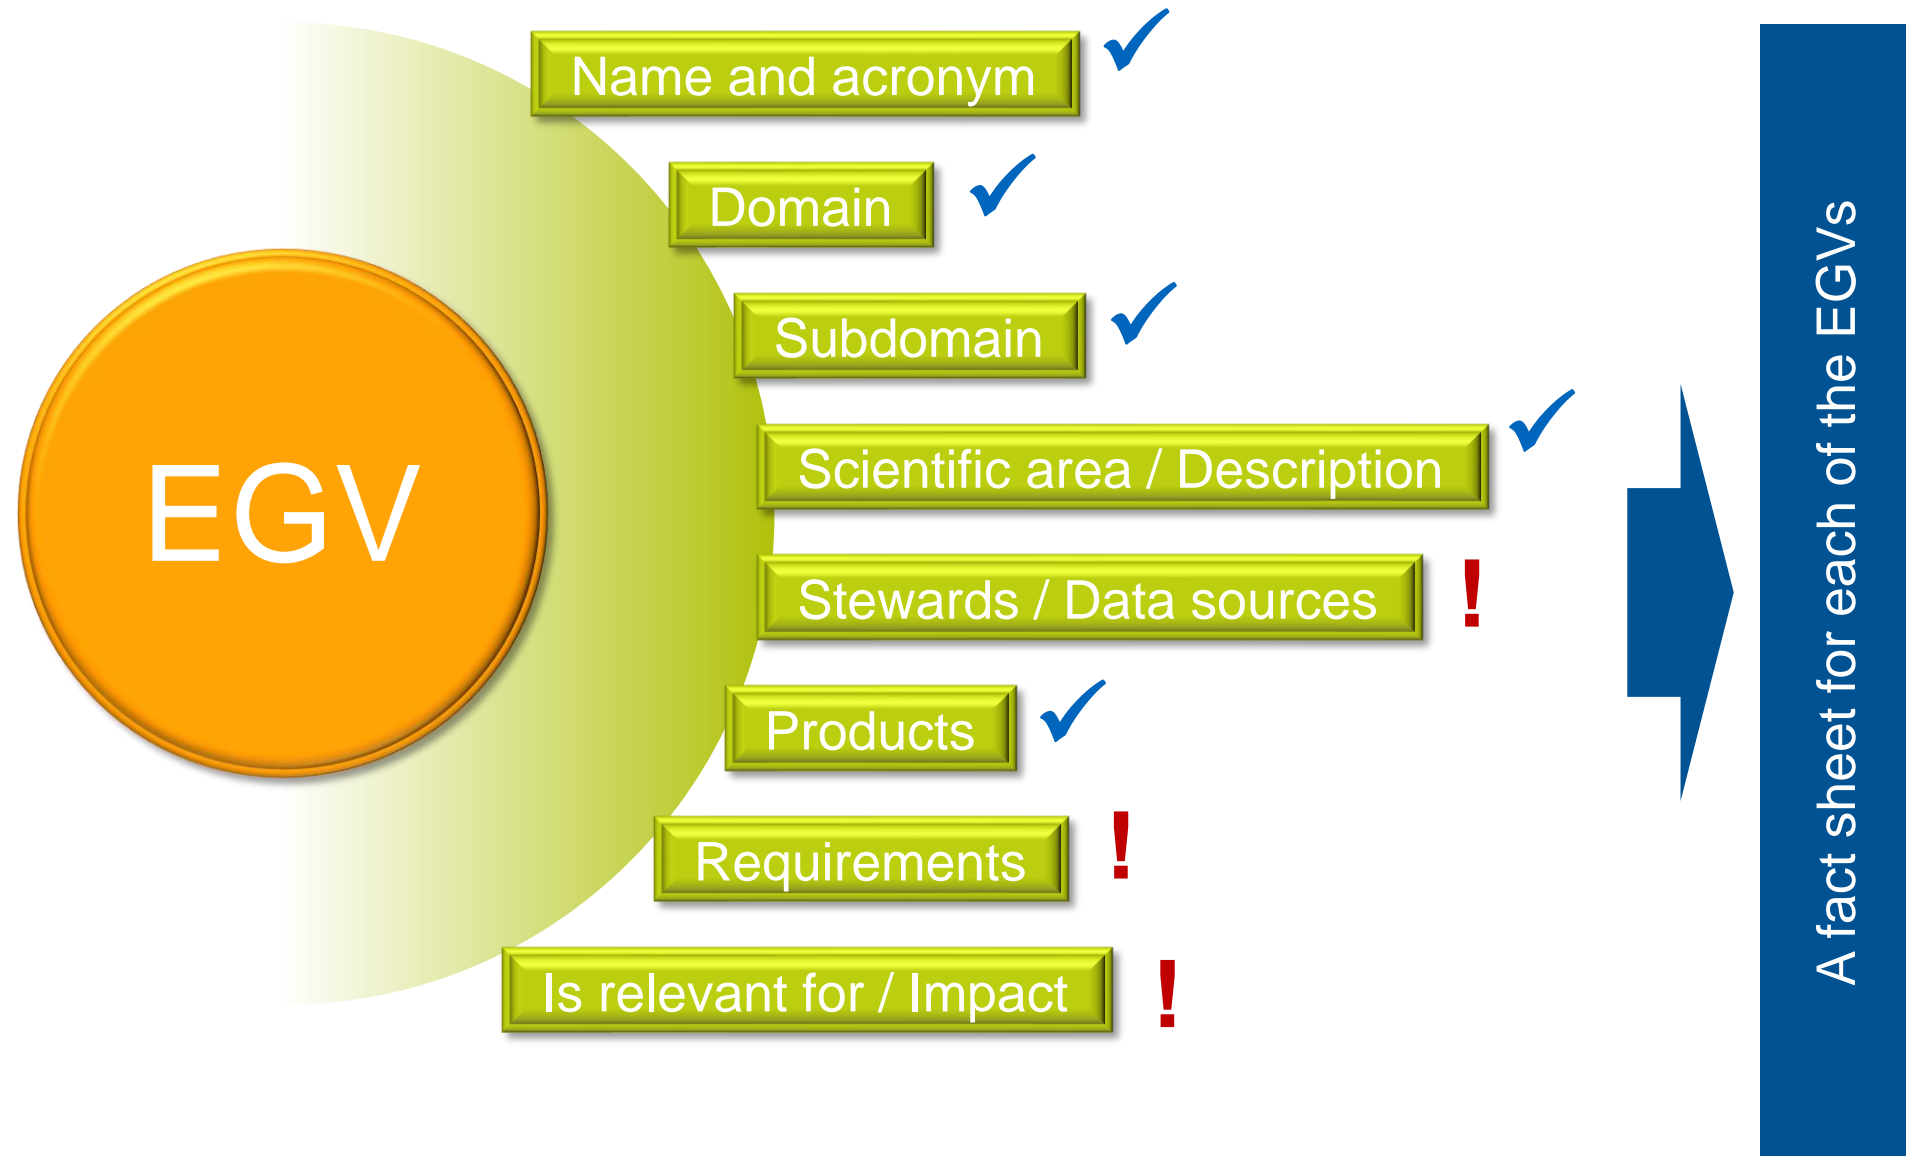 Name and acronym
Domain
Subdomain
EGV
Scientific area / Description
Stewards / Data sources
!
Products
Requirements
!
Is relevant for / Impact
!
A fact sheet for each of the EGVs